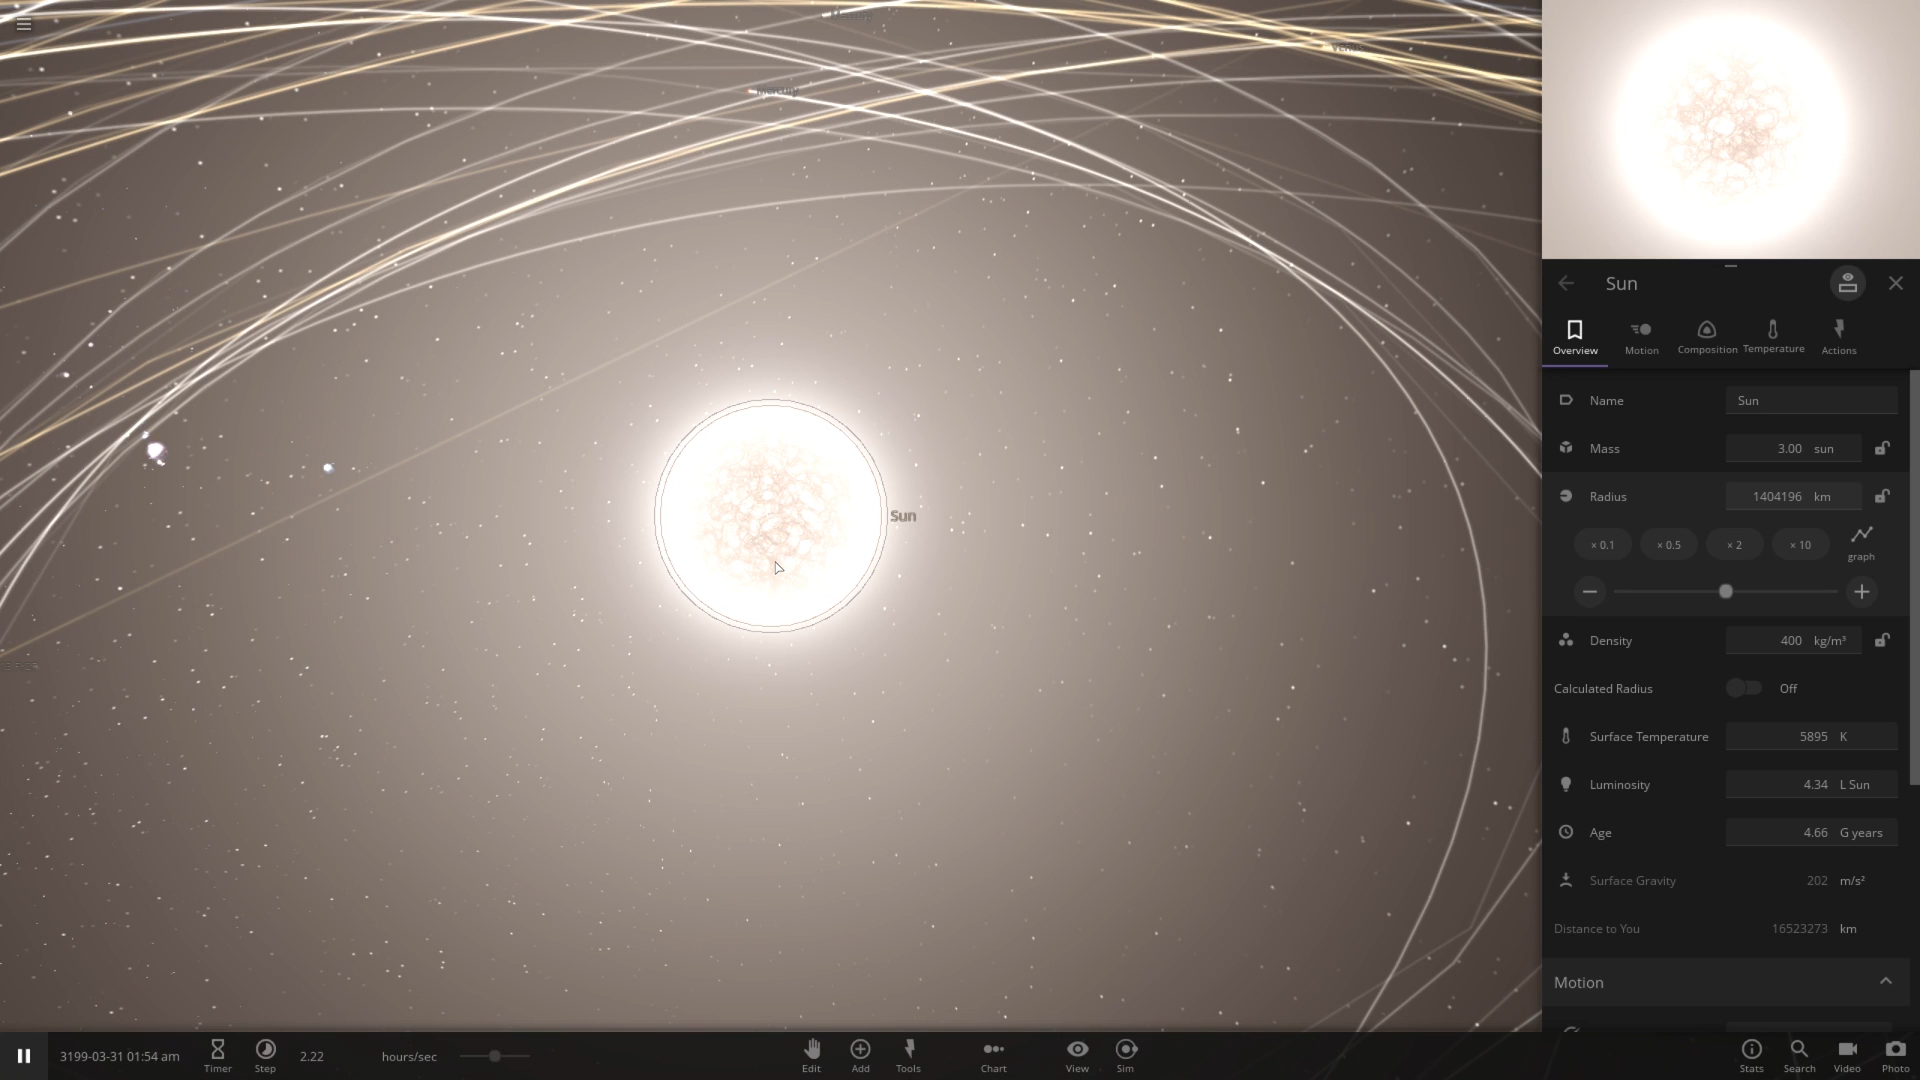 Venus
Sun
Sun
Overview
Motion
Composition
Temperature
Actions
Name
Sun
Mass
3.00 sun
Radius
1404196 km
× 0.1
× 0.5
× 2
× 10
graph
Density
400 kg/m³
Calculated Radius
Off
Surface Temperature
5895 K
Luminosity
4.34 L Sun
Age
4.66 G years
Surface Gravity
202 m/s²
Distance to You
16523273 km
Motion
3199-03-31 01:54 am
Timer
Step
2.22
hours/sec
Edit
Add
Tools
Chart
View
Sim
Stats
Search
Video
Photo